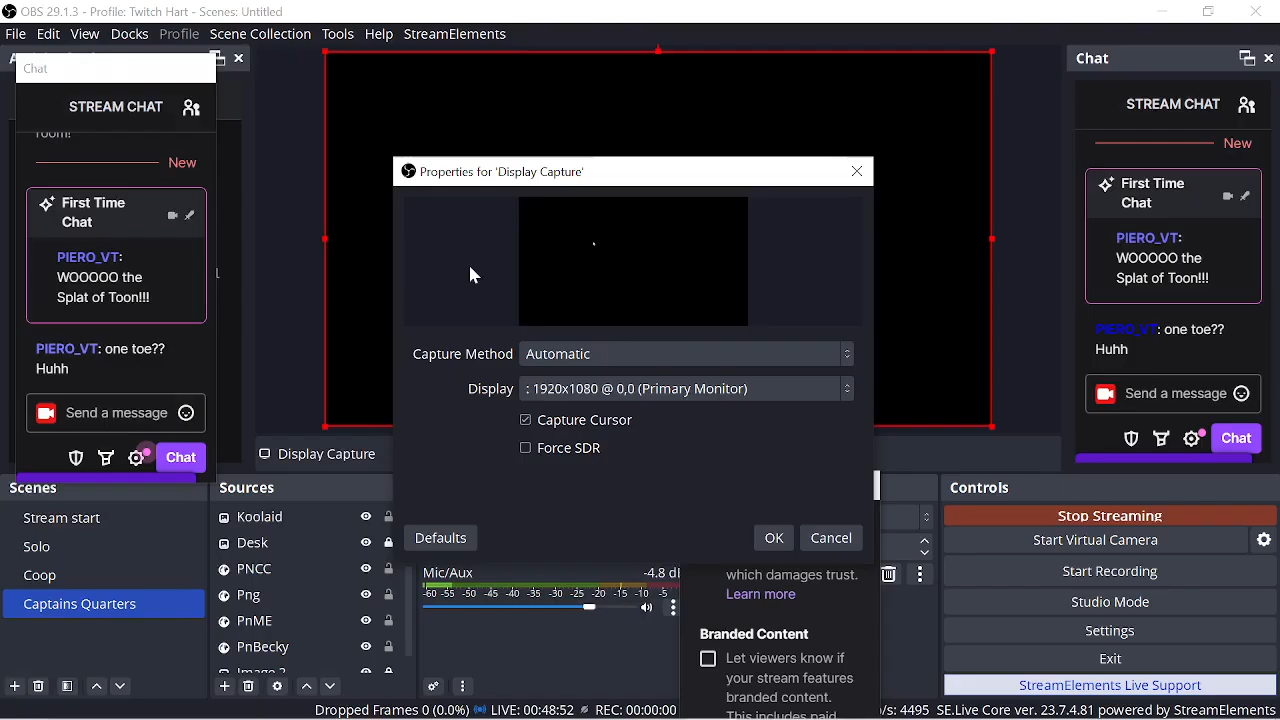 OBS 29.1.3 - Profile: Twitch Hart - Scenes: Untitled
File Edit View Docks Profile Scene Collection Tools Help StreamElements
Chat
STREAM CHAT
New
First Time
Chat
PIERO_VT:
WOOOOO the
Splat of Toon!!!
PIERO_VT: one toe??
Huhh
Send a message
Chat
Properties for 'Display Capture'
Capture Method Automatic
Display : 1920x1080 @ 0,0 (Primary Monitor)
Capture Cursor
Force SDR
Defaults OK Cancel
Chat
STREAM CHAT
New
First Time
Chat
PIERO_VT:
WOOOOO the
Splat of Toon!!!
PIERO_VT: one toe??
Huhh
Send a message
Chat
Display Capture
Scenes
Stream start
Solo
Coop
Captains Quarters
Sources
Koolaid
Desk
PNCC
Png
PnME
PnBecky
Image 2
Mic/Aux -4.8 dB
-60 -55 -50 -45 -40 -35 -30 -25 -20 -15 -10 -5
which damages trust.
Learn more
Branded Content
Let viewers know if
your stream features
branded content.
This includes paid
Controls
Stop Streaming
Start Virtual Camera
Start Recording
Studio Mode
Settings
Exit
StreamElements Live Support
Dropped Frames 0 (0.0%) LIVE: 00:48:52 REC: 00:00:00 /s: 4495 SE.Live Core ver. 23.7.4.81 powered by StreamElements